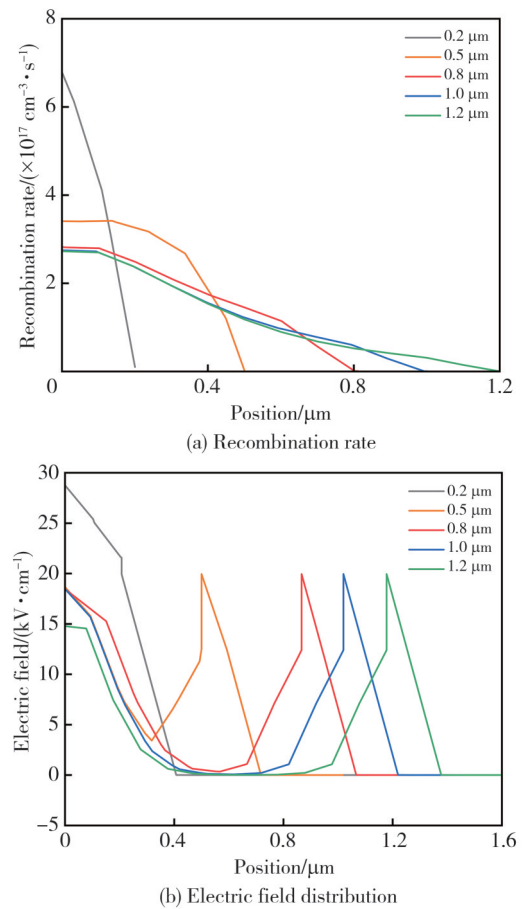 8
6
4
2
0
0.4
0.8
1.2
Recombination rate/(×10¹⁷ cm⁻³•s⁻¹)
0.2 μm
0.5 μm
0.8 μm
1.0 μm
1.2 μm
Position/μm
(a) Recombination rate
30
25
20
15
10
5
0
−5
0
0.4
0.8
1.2
1.6
Electric field/(kV•cm⁻¹)
0.2 μm
0.5 μm
0.8 μm
1.0 μm
1.2 μm
Position/μm
(b) Electric field distribution